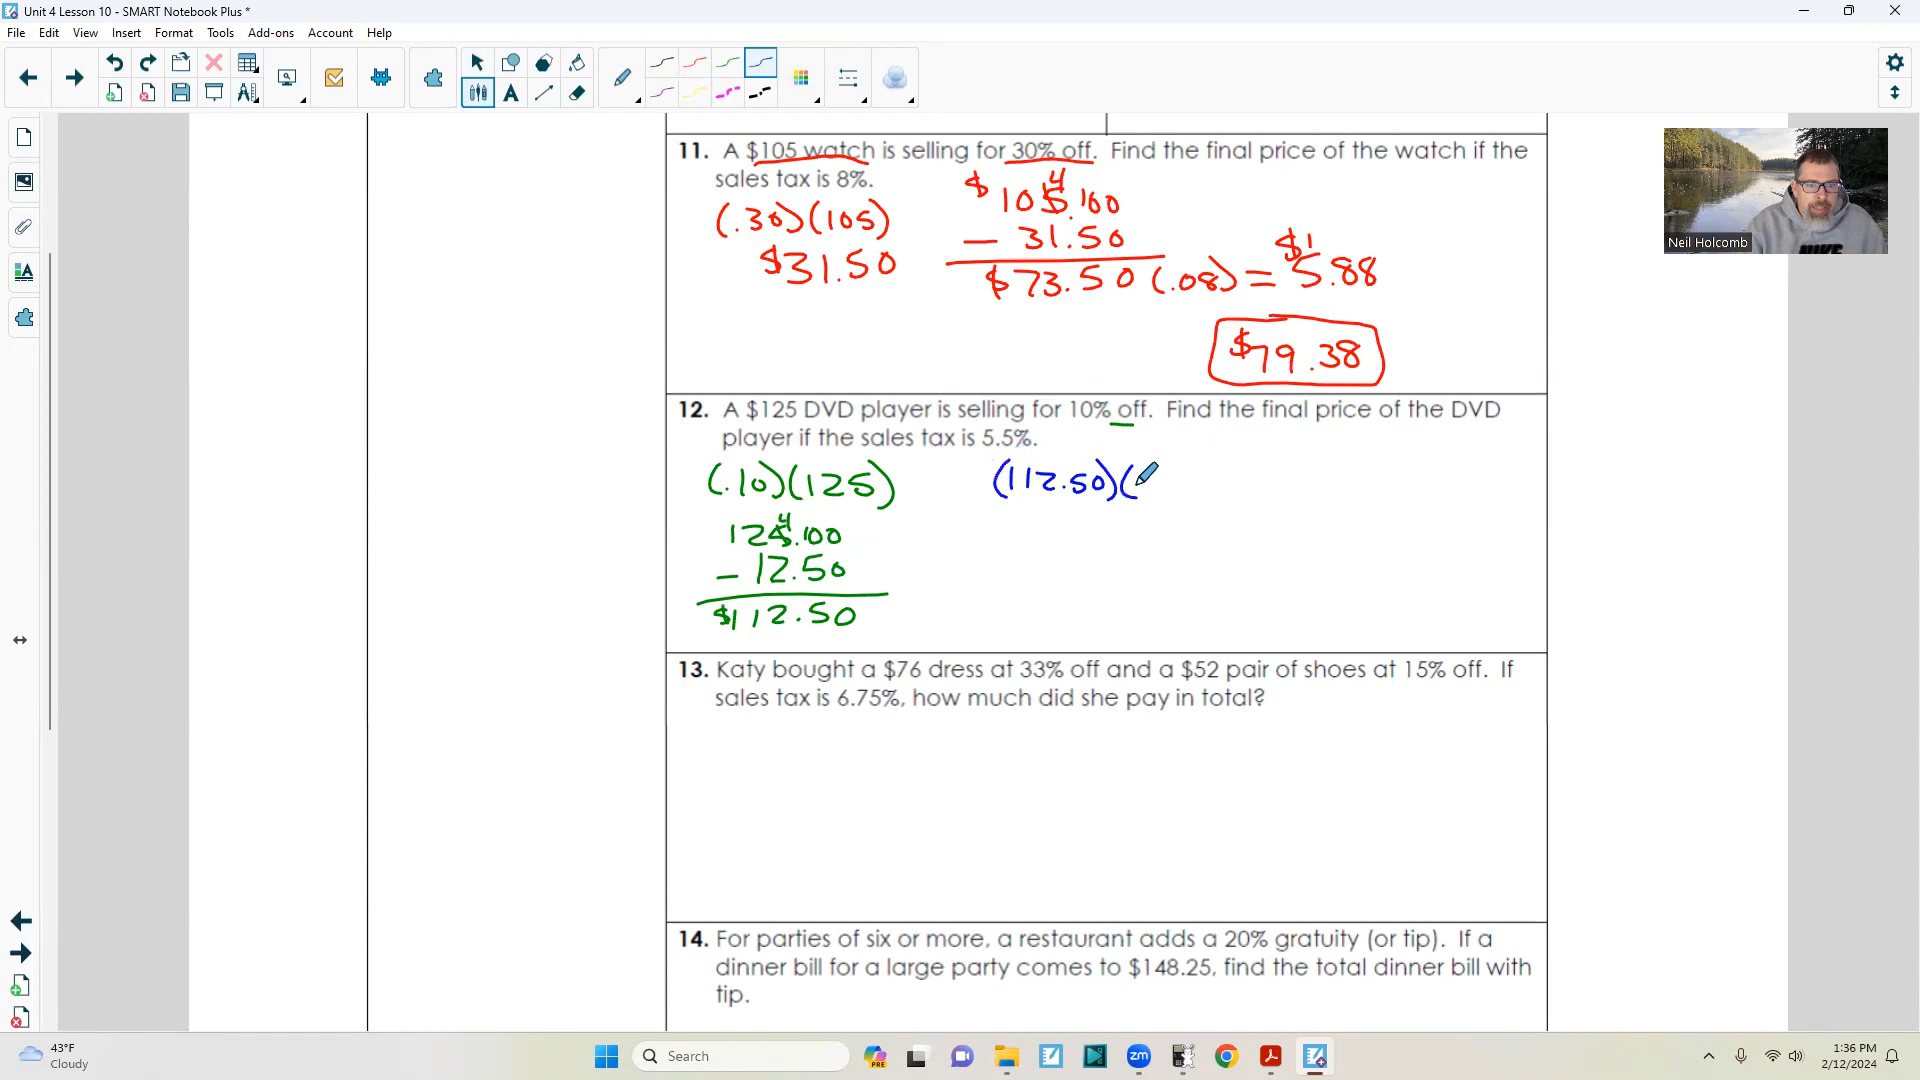 Unit 4 Lesson 10 - SMART Notebook Plus *
File Edit View Insert Format Tools Add-ons Account Help
11. A $105 watch is selling for 30% off. Find the final price of the watch if the
sales tax is 8%.
(.30)(105)
$31.50
4
$ 105.100
- 31.50
$73.50 (.08) = $5.88
1
$79.38
12. A $125 DVD player is selling for 10% off. Find the final price of the DVD
player if the sales tax is 5.5%.
(.10)(125)
4
125.100
- 12.50
$112.50
(112.50)(
13. Katy bought a $76 dress at 33% off and a $52 pair of shoes at 15% off. If
sales tax is 6.75%, how much did she pay in total?
14. For parties of six or more, a restaurant adds a 20% gratuity (or tip). If a
dinner bill for a large party comes to $148.25, find the total dinner bill with
tip.
Neil Holcomb
43°F
Cloudy
Search
PRE
zm
1:36 PM
2/12/2024